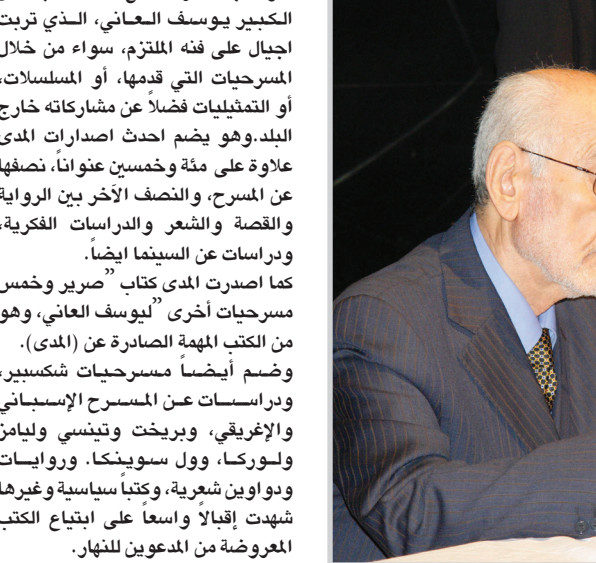 الكبير يوسف العاني، الذي تربت
اجيال على فنه الملتزم، سواء من خلال
المسرحيات التي قدمها، أو المسلسلات،
أو التمثيليات فضلاً عن مشاركاته خارج
البلد.وهو يضم احدث اصدارات المدى
علاوة على مئة وخمسين عنواناً، نصفها
عن المسرح، والنصف الآخر بين الرواية
والقصة والشعر والدراسات الفكرية،
ودراسات عن السينما ايضاً.
كما اصدرت المدى كتاب "صرير وخمس
مسرحيات أخرى "ليوسف العاني، وهو
من الكتب المهمة الصادرة عن (المدى).
وضم أيضاً مسرحيات شكسبير،
ودراسات عن المسرح الإسباني
والإغريقي، وبريخت وتينسي وليامز
ولوركا، وول سوينكا. وروايات
ودواوين شعرية، وكتباً سياسية وغيرها
شهدت إقبالاً واسعاً على ابتياع الكتب
المعروضة من المدعوين للنهار.